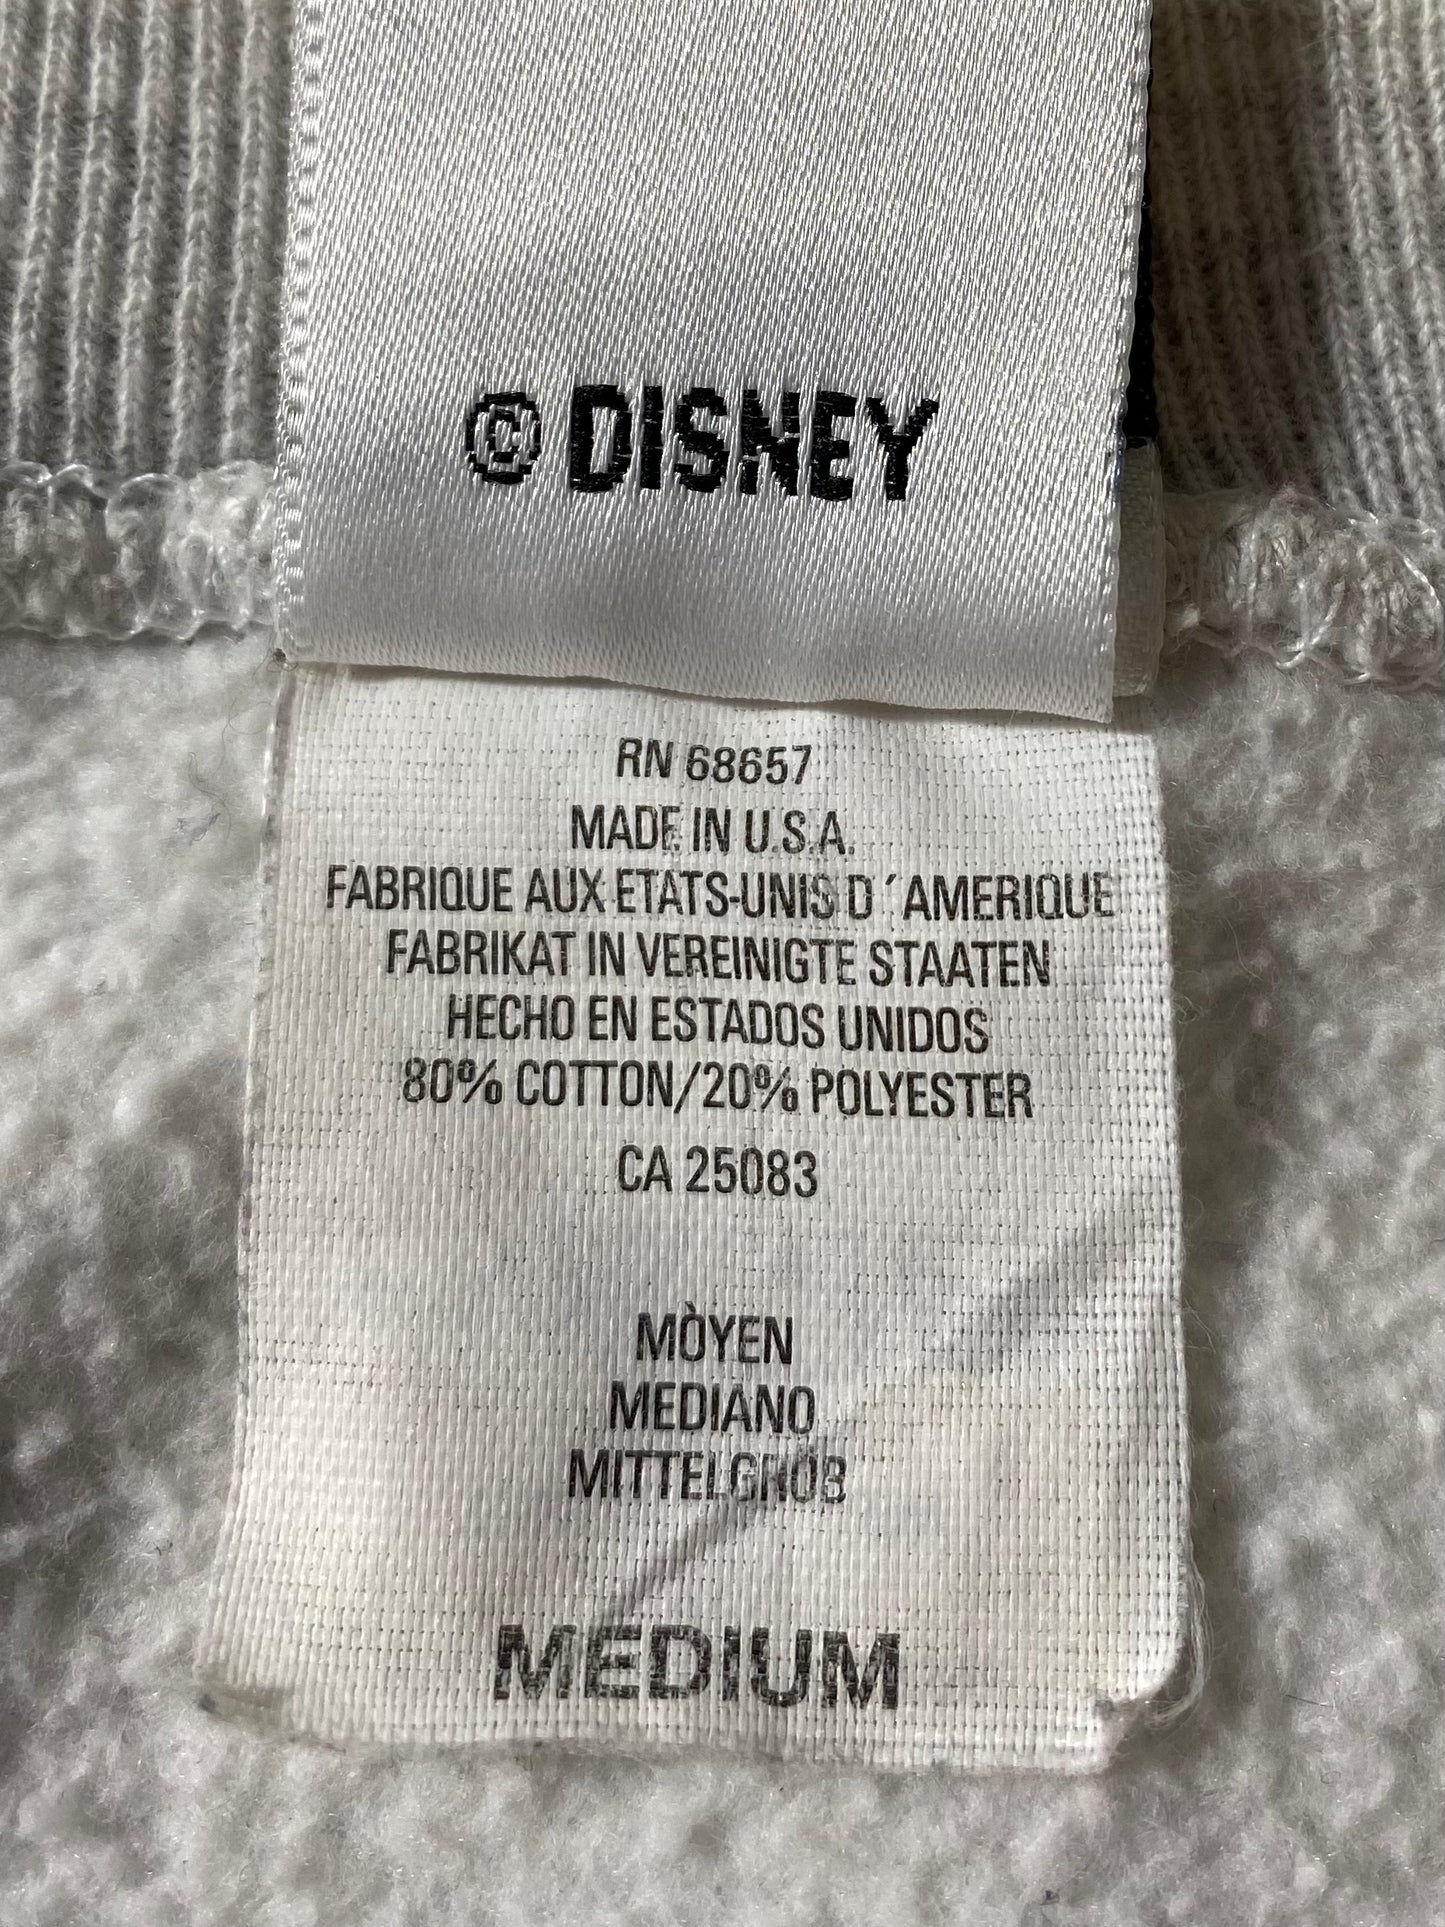 © DISNEY
RN 68657
MADE IN U.S.A.
FABRIQUE AUX ETATS-UNIS D ´AMERIQUE
FABRIKAT IN VEREINIGTE STAATEN
HECHO EN ESTADOS UNIDOS
80% COTTON/20% POLYESTER
CA 25083
MÒYEN
MEDIANO
MITTELGRÖB
MEDIUM